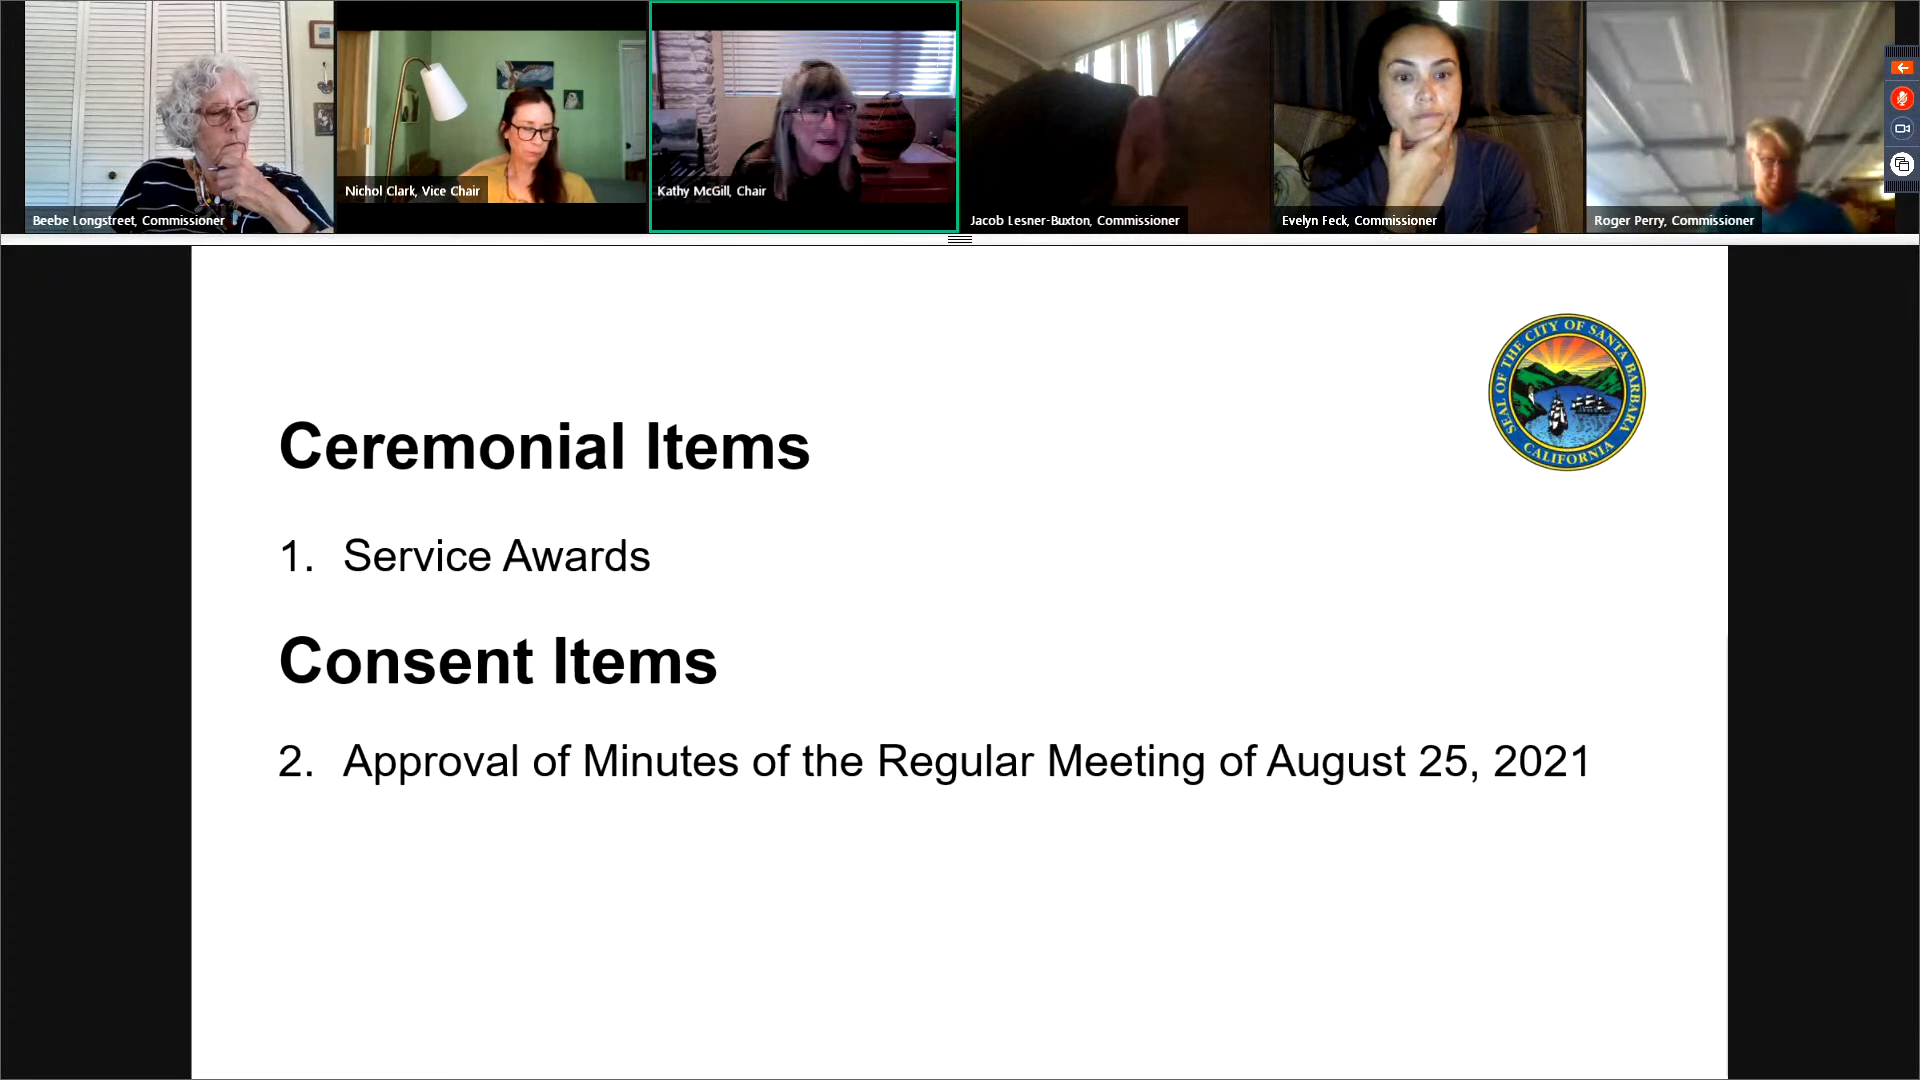 Beebe Longstreet, Commissioner
Nichol Clark, Vice Chair
Kathy McGill, Chair
Jacob Lesner-Buxton, Commissioner
Evelyn Feck, Commissioner
Roger Perry, Commissioner
SEAL OF THE CITY OF SANTA BARBARA
CALIFORNIA
Ceremonial Items
1. Service Awards
Consent Items
2. Approval of Minutes of the Regular Meeting of August 25, 2021